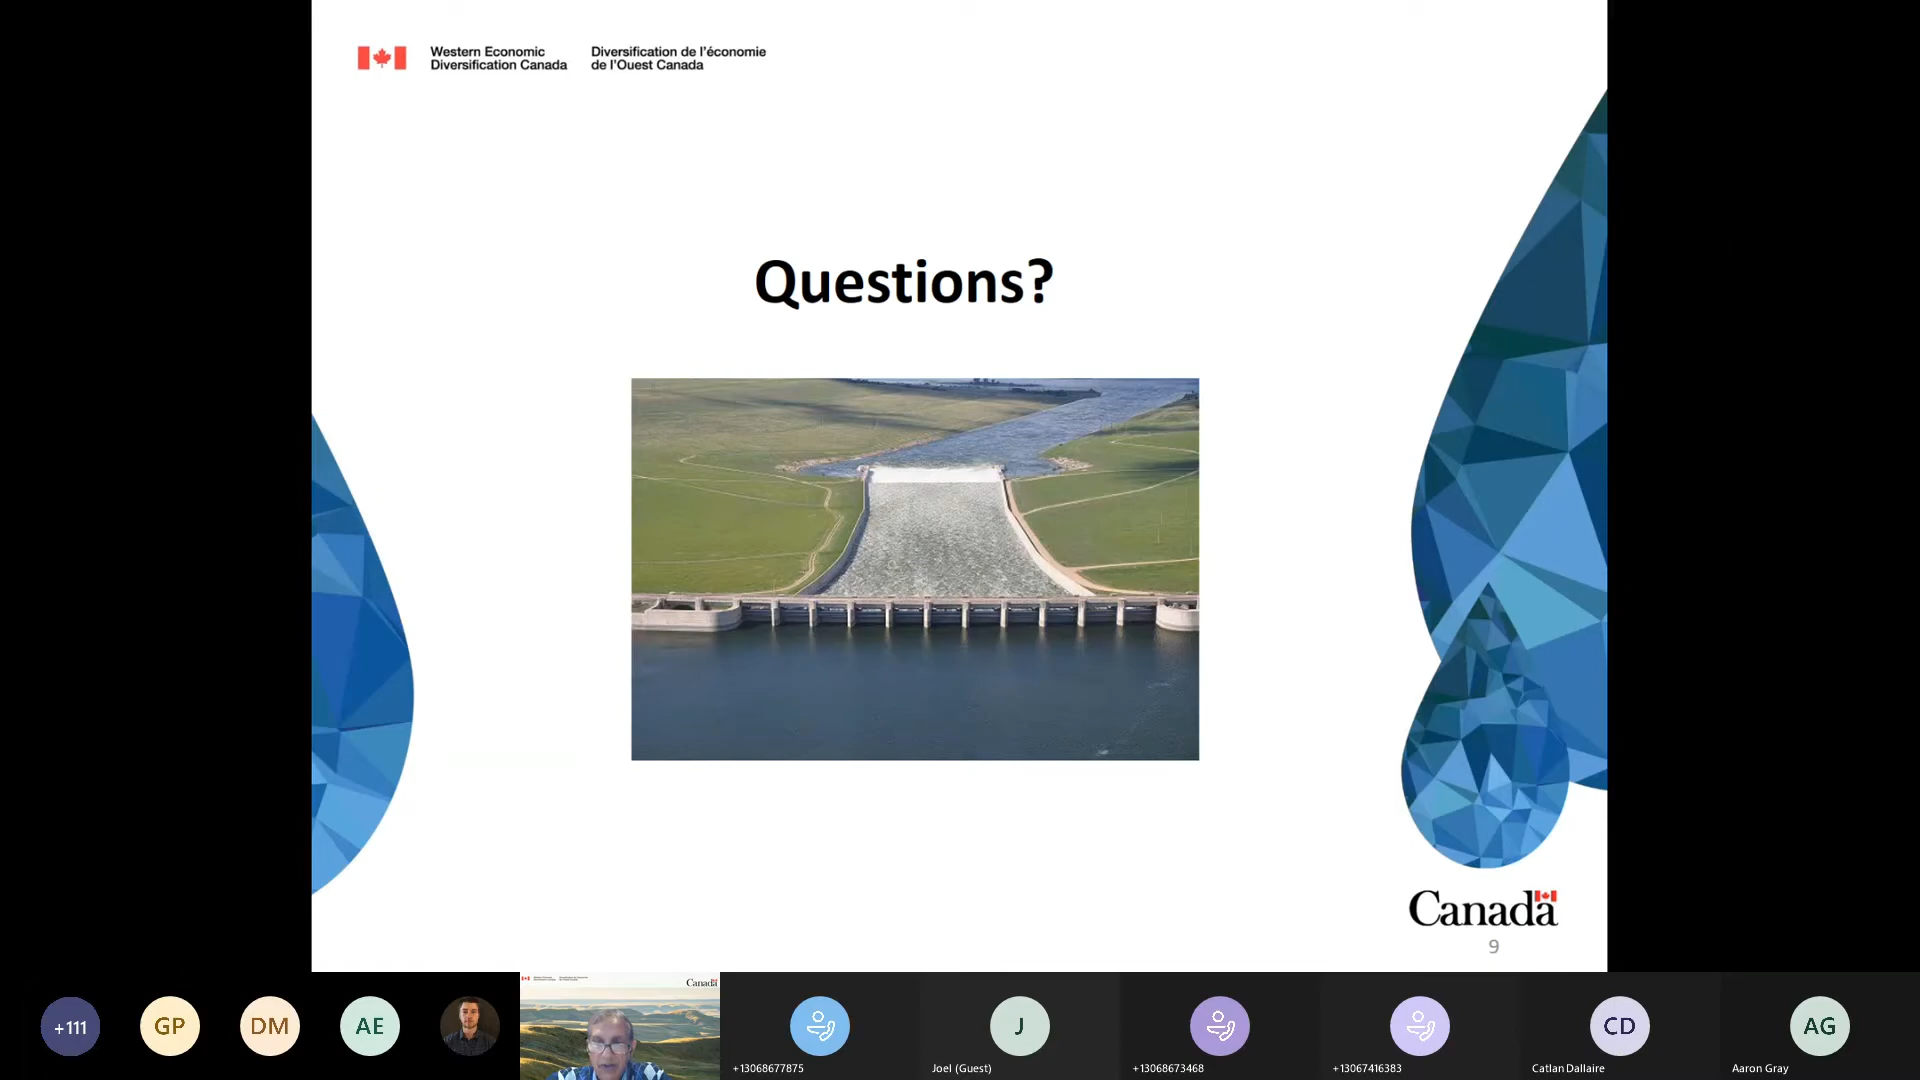 Western Economic
Diversification Canada
Diversification de l'économie
de l'Ouest Canada
Questions?
Canada
9
+111
GP
DM
AE
Canada
+13068677875
J
Joel (Guest)
+13068673468
+13067416383
CD
Catlan Dallaire
AG
Aaron Gray